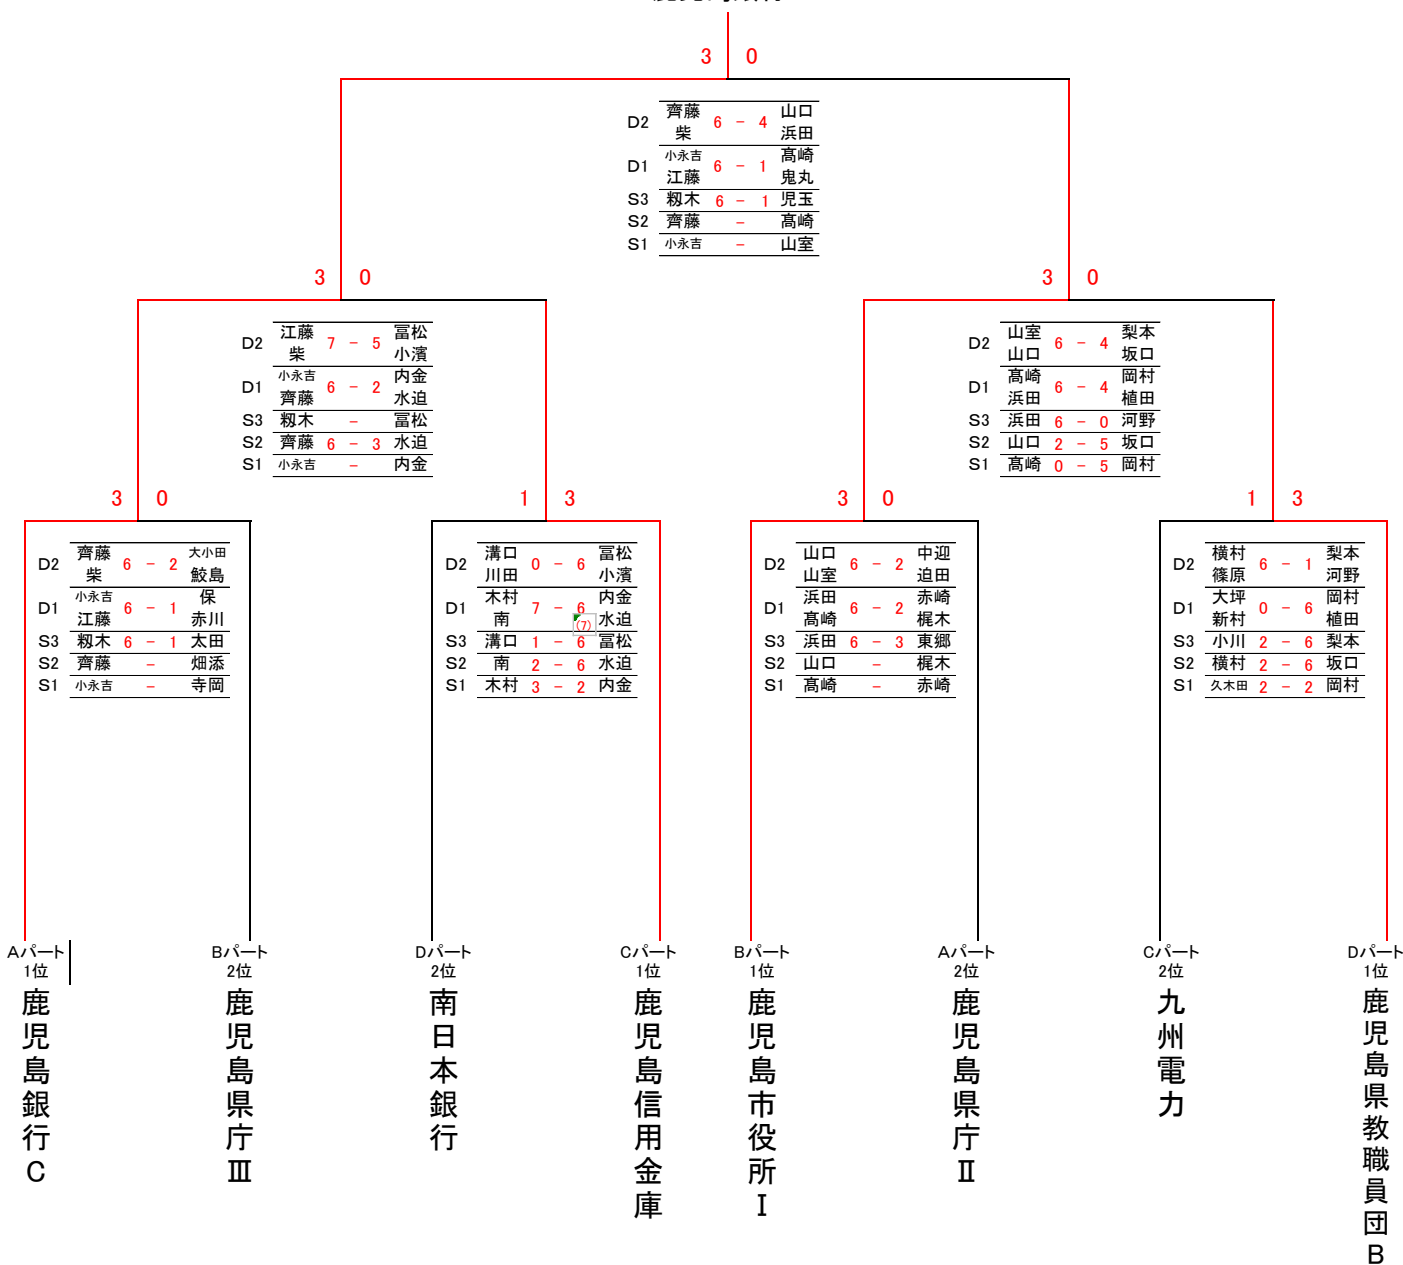 3 0
D2 齊藤 柴 6 － 4 山口 浜田
D1 小永吉 江藤 6 － 1 髙崎 鬼丸
S3 籾木 6 － 1 児玉
S2 齊藤 － 髙崎
S1 小永吉 － 山室
3 0
D2 江藤 柴 7 － 5 冨松 小濱
D1 小永吉 齊藤 6 － 2 内金 水迫
S3 籾木 － 冨松
S2 齊藤 6 － 3 水迫
S1 小永吉 － 内金
3 0
D2 山室 山口 6 － 4 梨本 坂口
D1 髙崎 浜田 6 － 4 岡村 植田
S3 浜田 6 － 0 河野
S2 山口 2 － 5 坂口
S1 髙崎 0 － 5 岡村
3 0
D2 齊藤 柴 6 － 2 大小田 鮫島
D1 小永吉 江藤 6 － 1 保 赤川
S3 籾木 6 － 1 太田
S2 齊藤 － 畑添
S1 小永吉 － 寺岡
1 3
D2 溝口 川田 0 － 6 冨松 小濱
D1 木村 南 7 － 6 (7) 内金 水迫
S3 溝口 1 － 6 冨松
S2 南 2 － 6 水迫
S1 木村 3 － 2 内金
3 0
D2 山口 山室 6 － 2 中迎 迫田
D1 浜田 髙崎 6 － 2 赤崎 梶木
S3 浜田 6 － 3 東郷
S2 山口 － 梶木
S1 髙崎 － 赤崎
1 3
D2 横村 篠原 6 － 1 梨本 河野
D1 大坪 新村 0 － 6 岡村 植田
S3 小川 2 － 6 梨本
S2 横村 2 － 6 坂口
S1 久木田 2 － 2 岡村
Aパート
1位
鹿児島銀行C
Bパート
2位
鹿児島県庁Ⅲ
Dパート
2位
南日本銀行
Cパート
1位
鹿児島信用金庫
Bパート
1位
鹿児島市役所Ⅰ
Aパート
2位
鹿児島県庁Ⅱ
Cパート
2位
九州電力
Dパート
1位
鹿児島県教職員団B